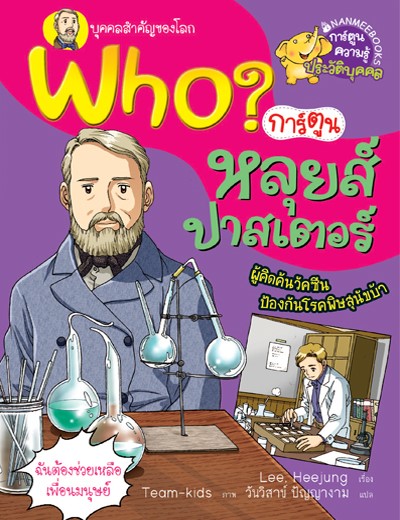 บุคคลสำคัญของโลก
NANMEEBOOKS
การ์ตูน
ความรู้
ประวัติบุคคล
Who?
การ์ตูน
หลุยส์
ปาสเตอร์
ผู้คิดค้นวัคซีน
ป้องกันโรคพิษสุนัขบ้า
ฉันต้องช่วยเหลือ
เพื่อนมนุษย์
Lee, Heejung เรื่อง
Team-kids ภาพ วันวิสาข์ ปัญญางาม แปล